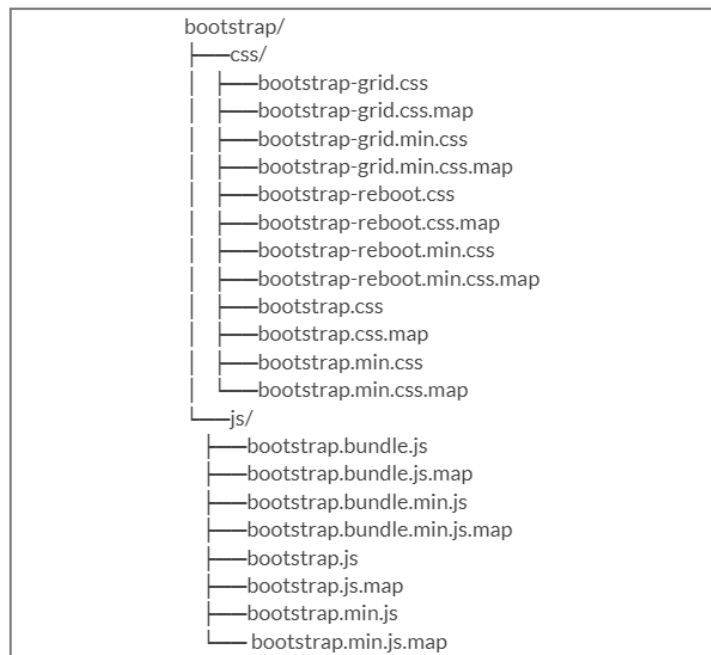 bootstrap/
├──css/
│ ├──bootstrap-grid.css
│ ├──bootstrap-grid.css.map
│ ├──bootstrap-grid.min.css
│ ├──bootstrap-grid.min.css.map
│ ├──bootstrap-reboot.css
│ ├──bootstrap-reboot.css.map
│ ├──bootstrap-reboot.min.css
│ ├──bootstrap-reboot.min.css.map
│ ├──bootstrap.css
│ ├──bootstrap.css.map
│ ├──bootstrap.min.css
│ └──bootstrap.min.css.map
└──js/
├──bootstrap.bundle.js
├──bootstrap.bundle.js.map
├──bootstrap.bundle.min.js
├──bootstrap.bundle.min.js.map
├──bootstrap.js
├──bootstrap.js.map
├──bootstrap.min.js
└── bootstrap.min.js.map